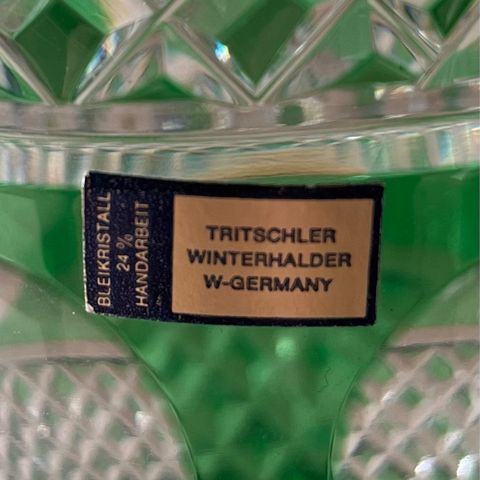 BLEIKRISTALL
24 %
HANDARBEIT
TRITSCHLER
WINTERHALDER
W-GERMANY